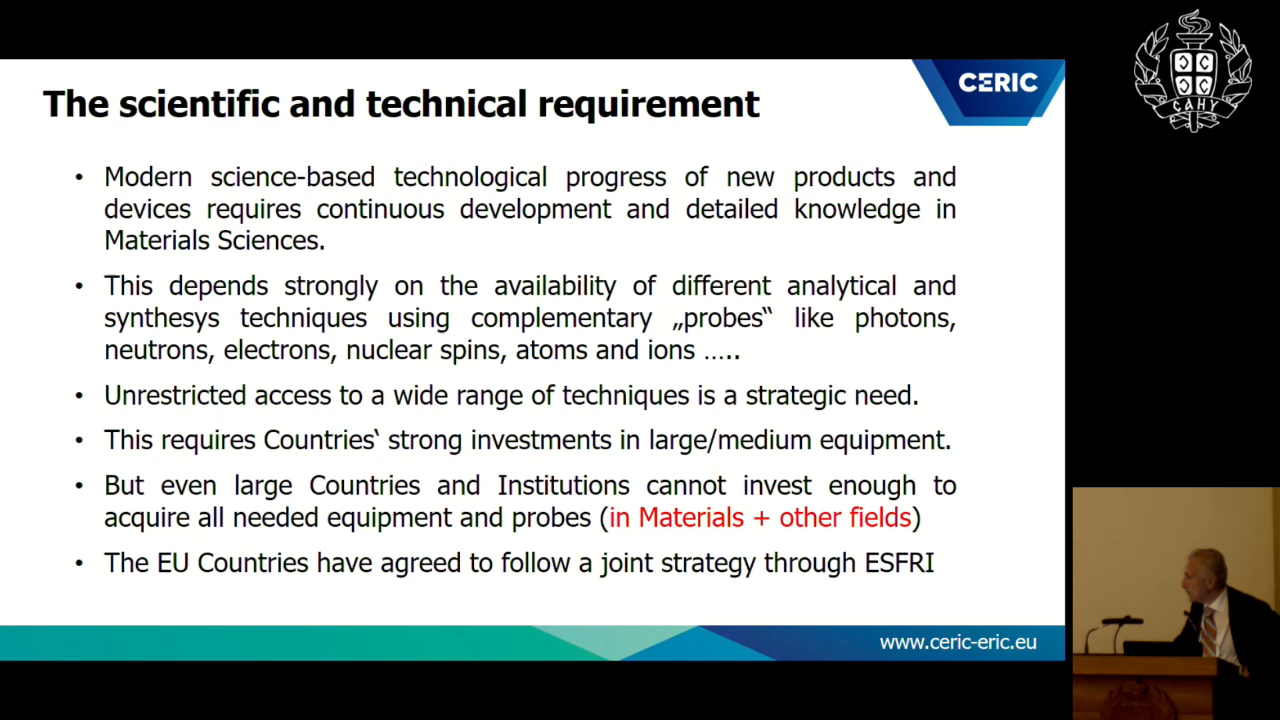 The scientific and technical requirement
CERIC
САНУ
• Modern science-based technological progress of new products and
devices requires continuous development and detailed knowledge in
Materials Sciences.
• This depends strongly on the availability of different analytical and
synthesys techniques using complementary „probes“ like photons,
neutrons, electrons, nuclear spins, atoms and ions …..
• Unrestricted access to a wide range of techniques is a strategic need.
• This requires Countries‘ strong investments in large/medium equipment.
• But even large Countries and Institutions cannot invest enough to
acquire all needed equipment and probes (in Materials + other fields)
• The EU Countries have agreed to follow a joint strategy through ESFRI
www.ceric-eric.eu